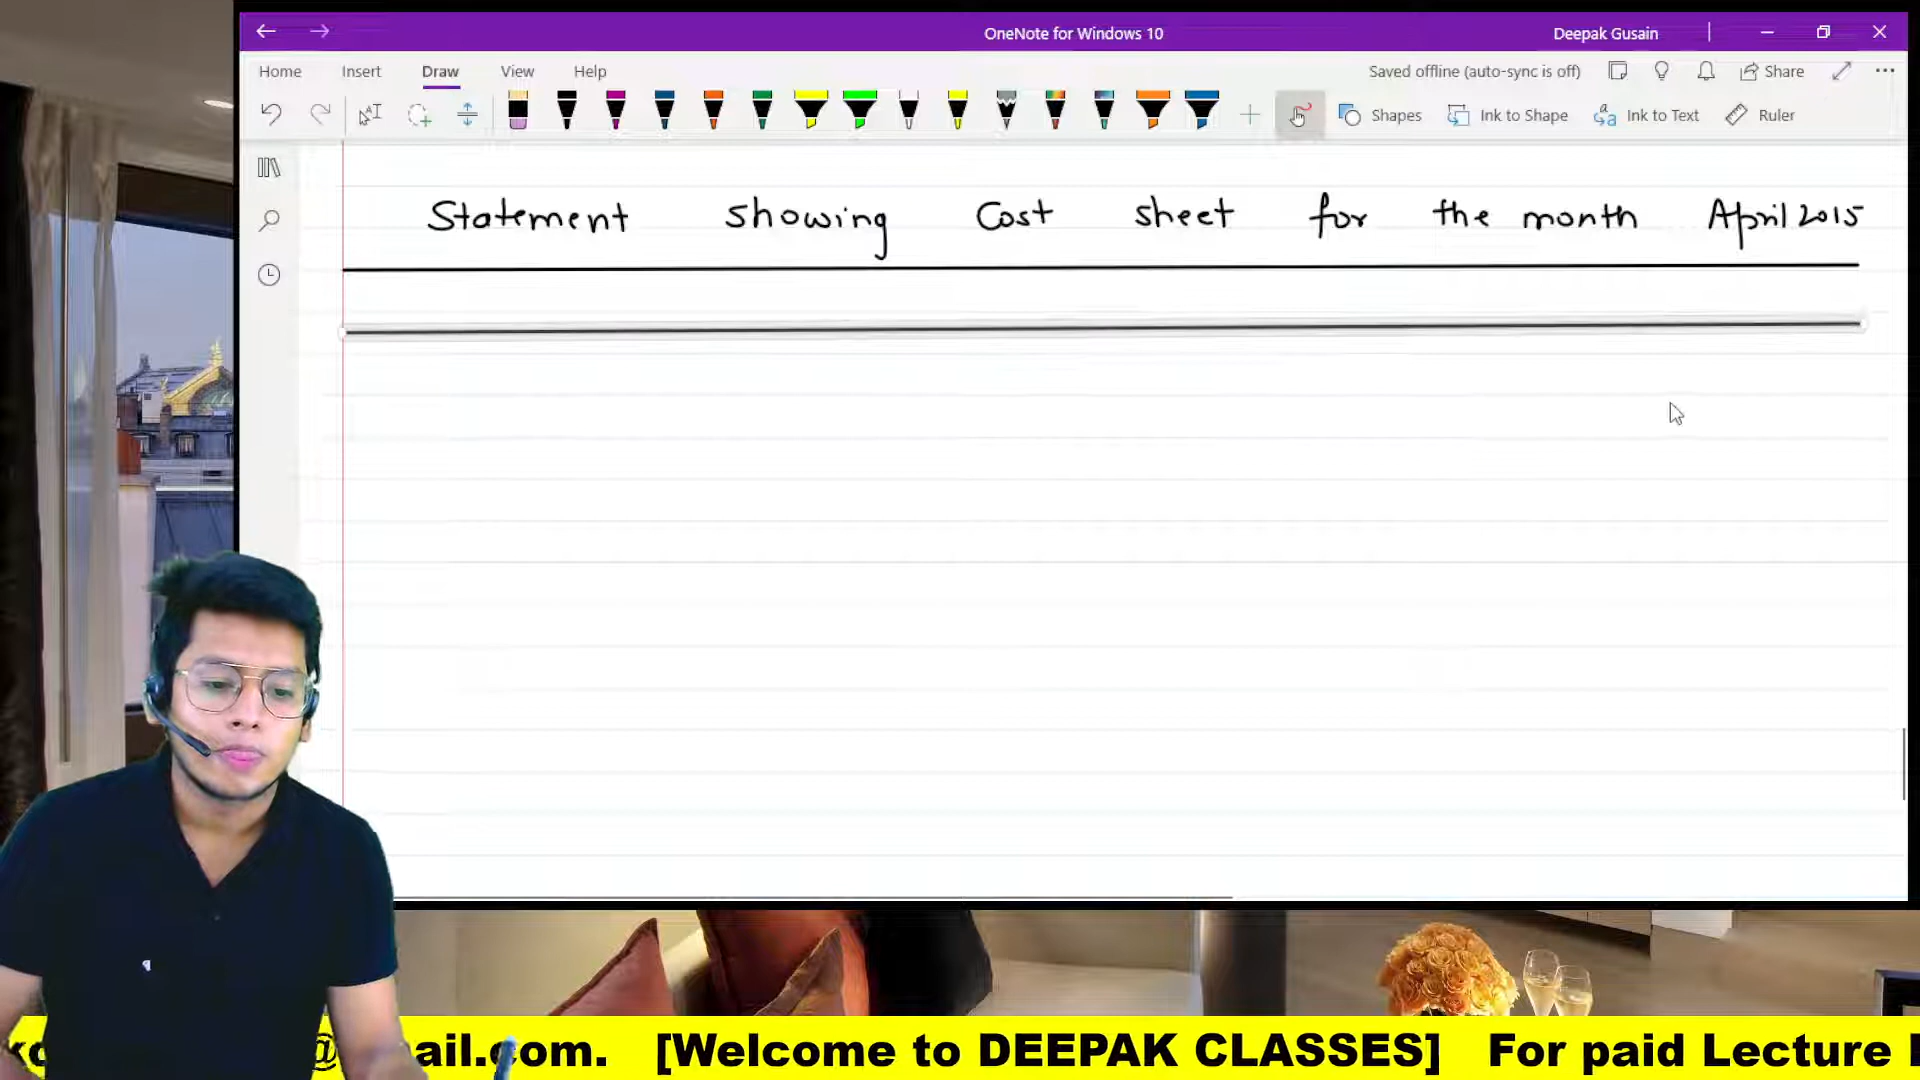 OneNote for Windows 10
Deepak Gusain
Home Insert Draw View Help
Saved offline (auto-sync is off)
Share
Shapes
Ink to Shape
Ink to Text
Ruler
Statement showing Cost sheet for the month April 2015
ail.com. [Welcome to DEEPAK CLASSES] For paid Lecture